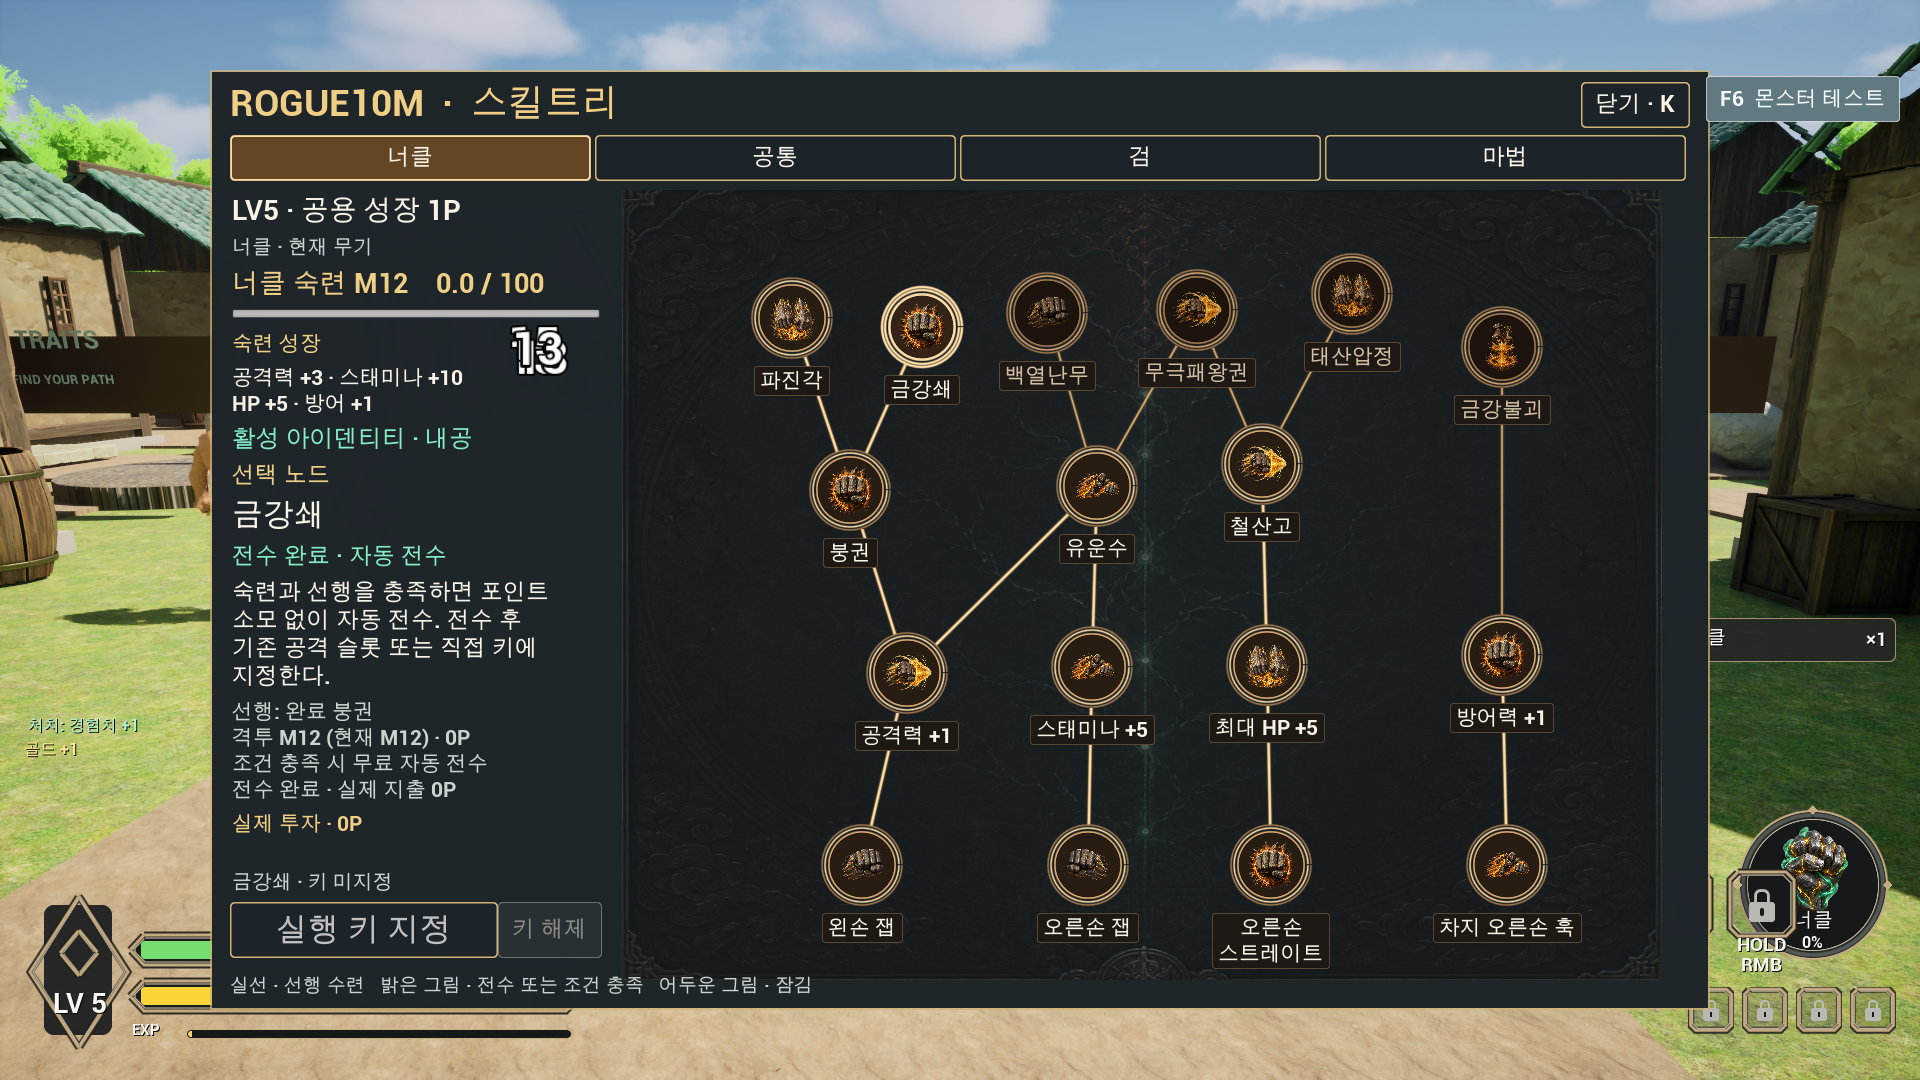 ROGUE10M · 스킬트리
닫기 · K
F6 몬스터 테스트
너클
공통
검
마법
LV5 · 공용 성장 1P
너클 · 현재 무기
너클 숙련 M12 0.0 / 100
숙련 성장
13
공격력 +3 · 스태미나 +10
HP +5 · 방어 +1
활성 아이덴티티 · 내공
선택 노드
금강쇄
전수 완료 · 자동 전수
숙련과 선행을 충족하면 포인트
소모 없이 자동 전수. 전수 후
기존 공격 슬롯 또는 직접 키에
지정한다.
선행: 완료 붕권
격투 M12 (현재 M12) · 0P
조건 충족 시 무료 자동 전수
전수 완료 · 실제 지출 0P
실제 투자 · 0P
금강쇄 · 키 미지정
실행 키 지정
키 해제
실선 · 선행 수련 밝은 그림 · 전수 또는 조건 충족 어두운 그림 · 잠김
파진각
금강쇄
백열난무
무극패왕권
태산압정
금강불괴
붕권
유운수
철산고
공격력 +1
스태미나 +5
최대 HP +5
방어력 +1
왼손 잽
오른손 잽
오른손
스트레이트
차지 오른손 훅
TRAITS
FIND YOUR PATH
처치: 경험치 +1
골드 +1
LV 5
EXP
클
×1
너클
0%
HOLD
RMB